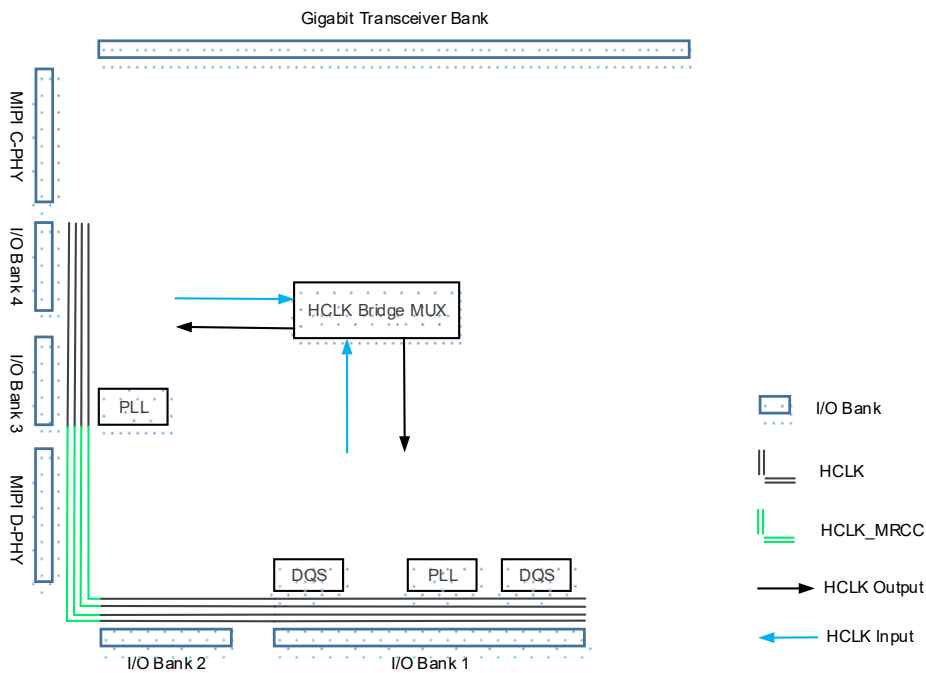 Gigabit Transceiver Bank
MIPI C-PHY
I/O Bank 4
HCLK Bridge MUX
I/O Bank 3
PLL
I/O Bank
HCLK
MIPI D-PHY
HCLK_MRCC
DQS
PLL
DQS
HCLK Output
HCLK Input
I/O Bank 2
I/O Bank 1